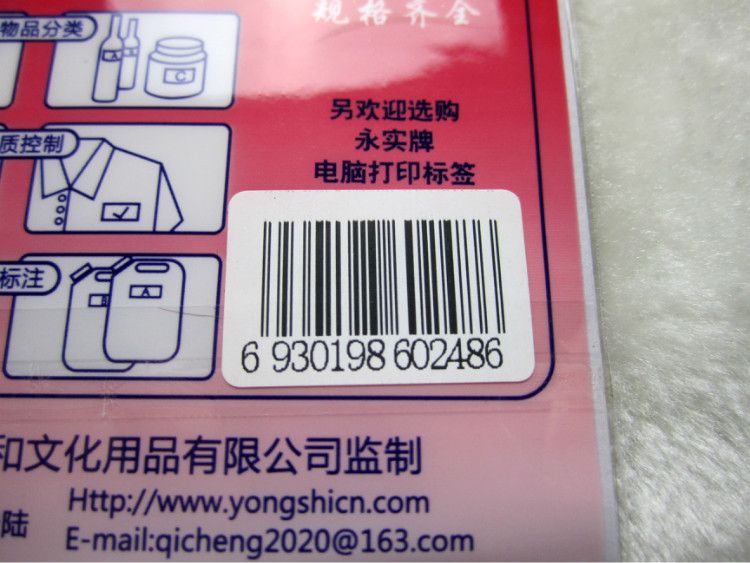 规格齐全
物品分类
A
C
另欢迎选购
永实牌
电脑打印标签
质控制
标注
B
A
6 930198 602486
和文化用品有限公司监制
Http://www.yongshicn.com
陆
E-mail:qicheng2020@163.com